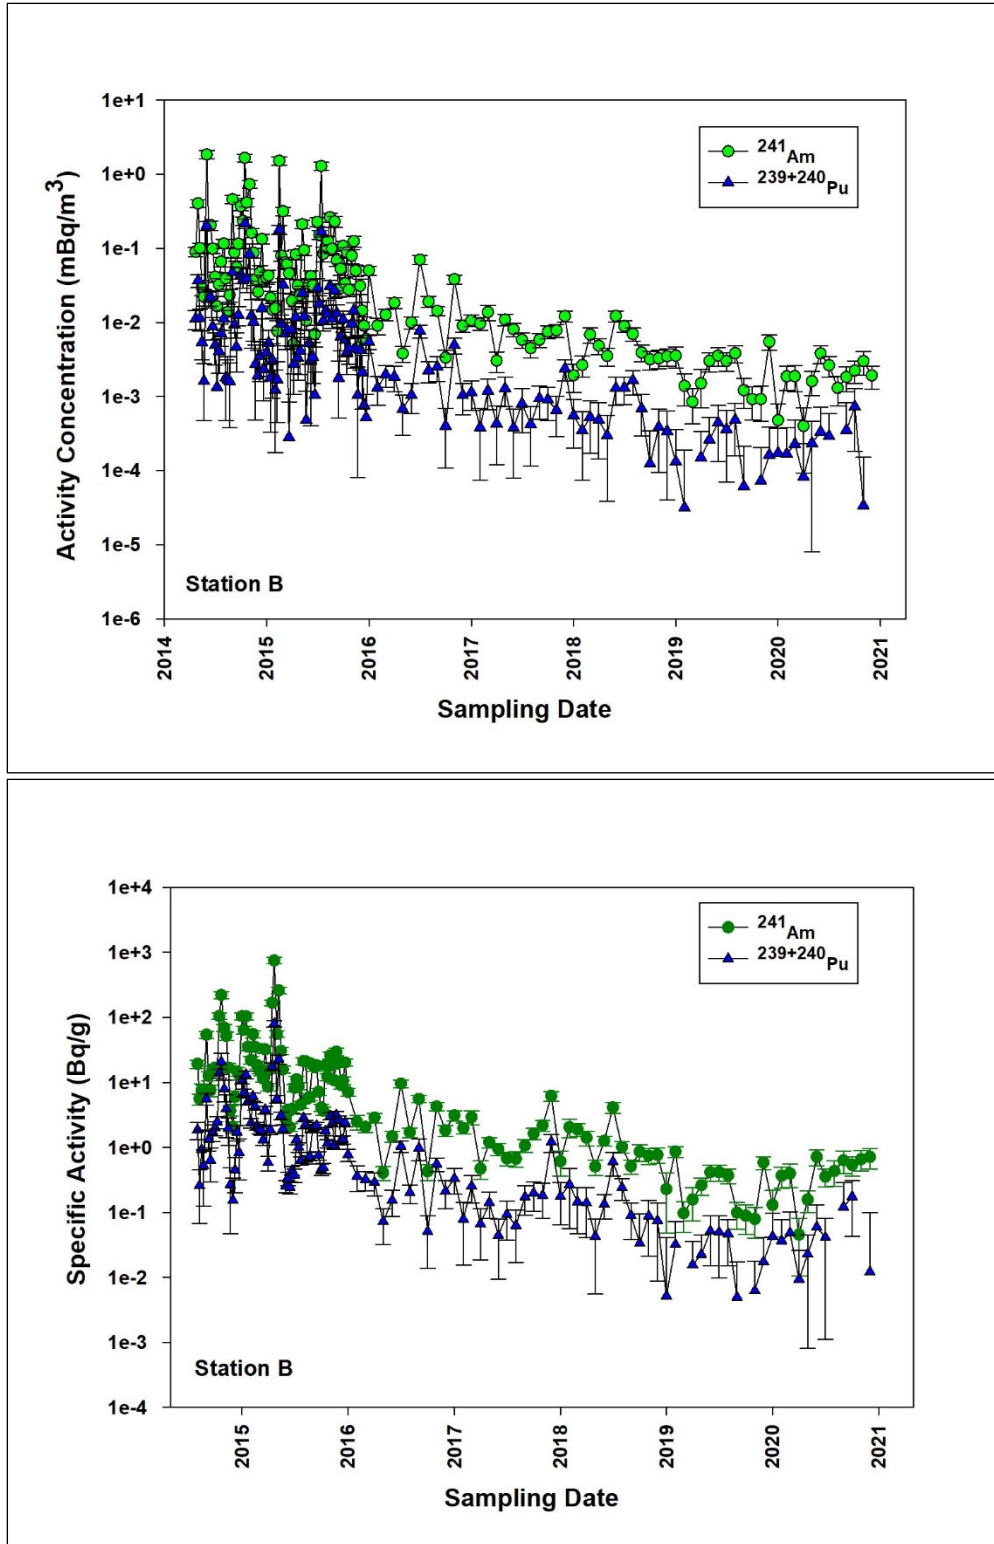 1e+1
1e+0
1e-1
1e-2
1e-3
1e-4
1e-5
1e-6
Activity Concentration (mBq/m³)
²⁴¹Am
²³⁹⁺²⁴⁰Pu
Station B
2014 2015 2016 2017 2018 2019 2020 2021
Sampling Date
1e+4
1e+3
1e+2
1e+1
1e+0
1e-1
1e-2
1e-3
1e-4
Specific Activity (Bq/g)
²⁴¹Am
²³⁹⁺²⁴⁰Pu
Station B
2015 2016 2017 2018 2019 2020 2021
Sampling Date